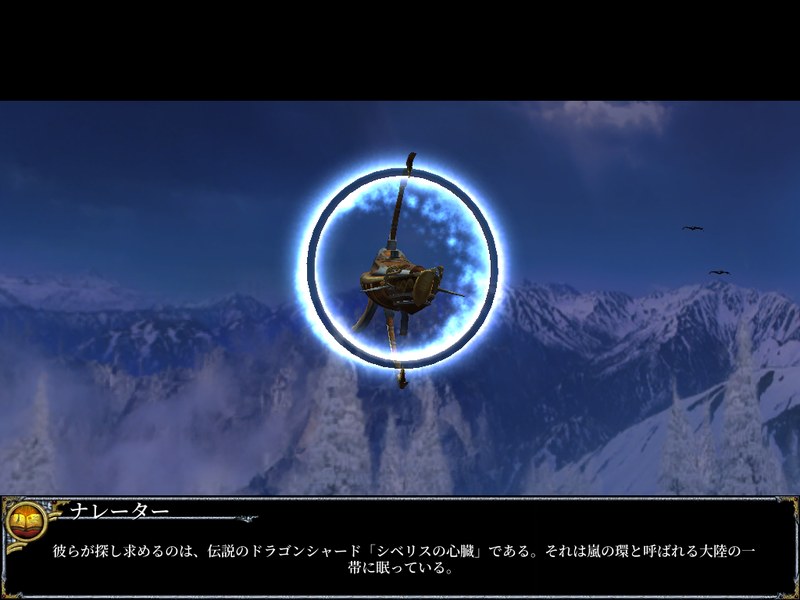 ナレーター
彼らが探し求めるのは、伝説のドラゴンシャード「シベリスの心臓」である。それは嵐の環と呼ばれる大陸の一
帯に眠っている。